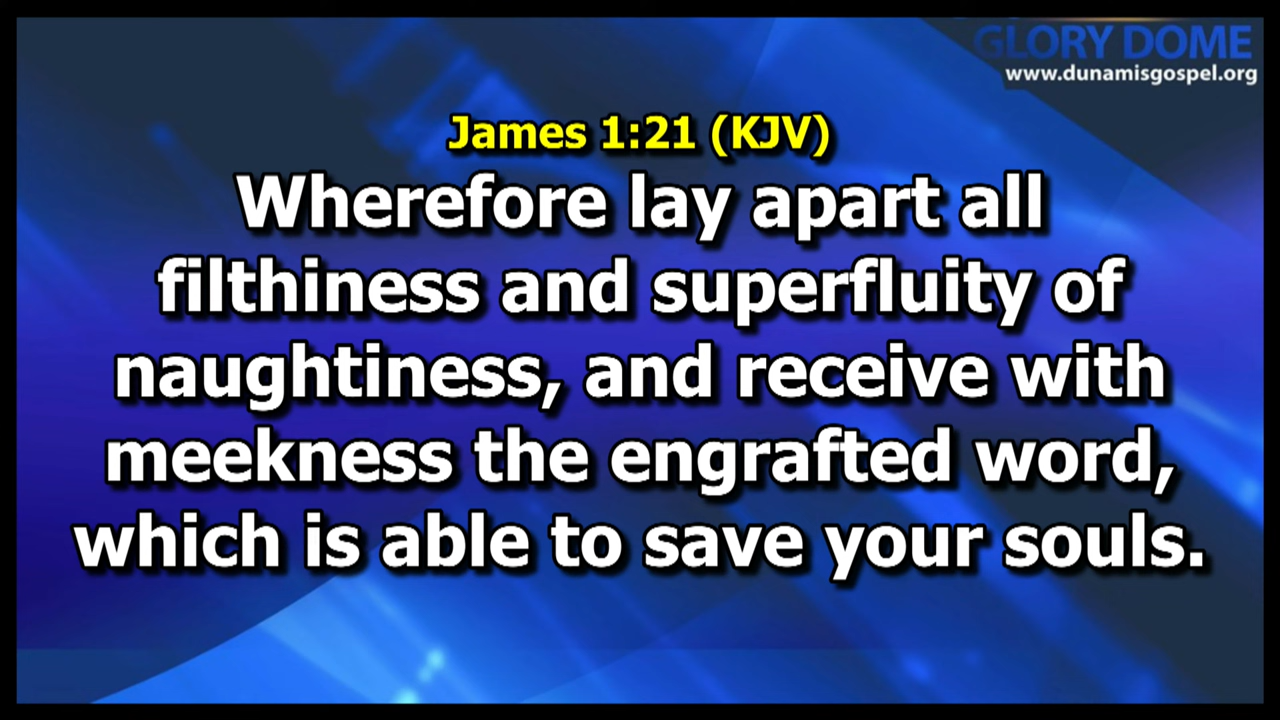 GLORY DOME
www.dunamisgospel.org
James 1:21 (KJV)
Wherefore lay apart all
filthiness and superfluity of
naughtiness, and receive with
meekness the engrafted word,
which is able to save your souls.